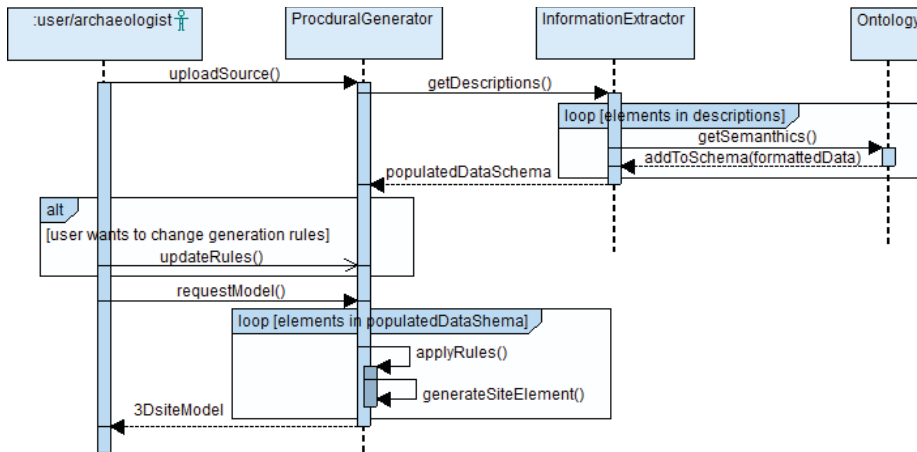 :user/archaeologist
ProcduralGenerator
InformationExtractor
Ontology
uploadSource()
getDescriptions()
loop [elements in descriptions]
getSemanthics()
addToSchema(formattedData)
populatedDataSchema
alt
[user wants to change generation rules]
updateRules()
requestModel()
loop [elements in populatedDataShema]
applyRules()
generateSiteElement()
3DsiteModel